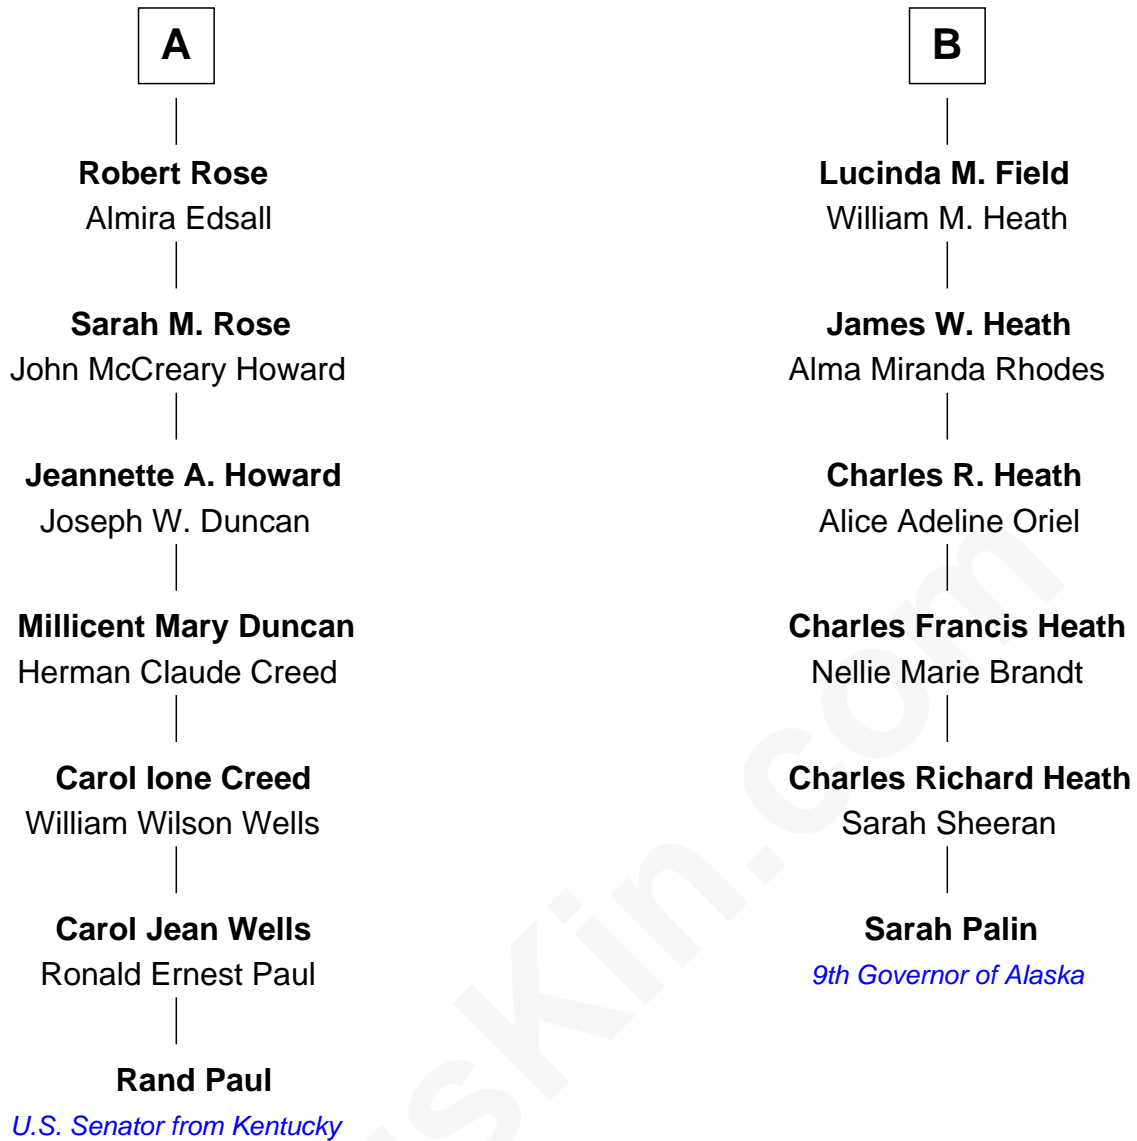 A
Robert Rose
Almira Edsall
Sarah M. Rose
John McCreary Howard
Jeannette A. Howard
Joseph W. Duncan
Millicent Mary Duncan
Herman Claude Creed
Carol Ione Creed
William Wilson Wells
Carol Jean Wells
Ronald Ernest Paul
Rand Paul
U.S. Senator from Kentucky
B
Lucinda M. Field
William M. Heath
James W. Heath
Alma Miranda Rhodes
Charles R. Heath
Alice Adeline Oriel
Charles Francis Heath
Nellie Marie Brandt
Charles Richard Heath
Sarah Sheeran
Sarah Palin
9th Governor of Alaska
usKin.com